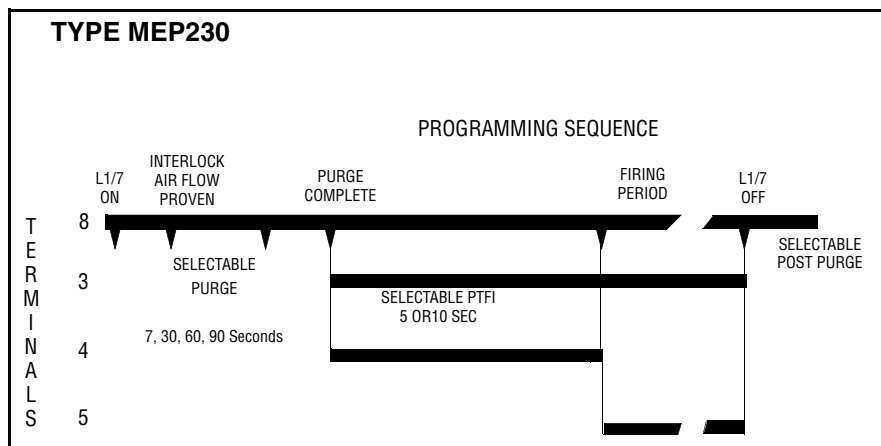 TYPE MEP230
PROGRAMMING SEQUENCE
L1/7
ON
INTERLOCK
AIR FLOW
PROVEN
PURGE
COMPLETE
FIRING
PERIOD
L1/7
OFF
TERMINALS
8
SELECTABLE
POST PURGE
SELECTABLE
PURGE
3
SELECTABLE PTFI
5 OR10 SEC
7, 30, 60, 90 Seconds
4
5